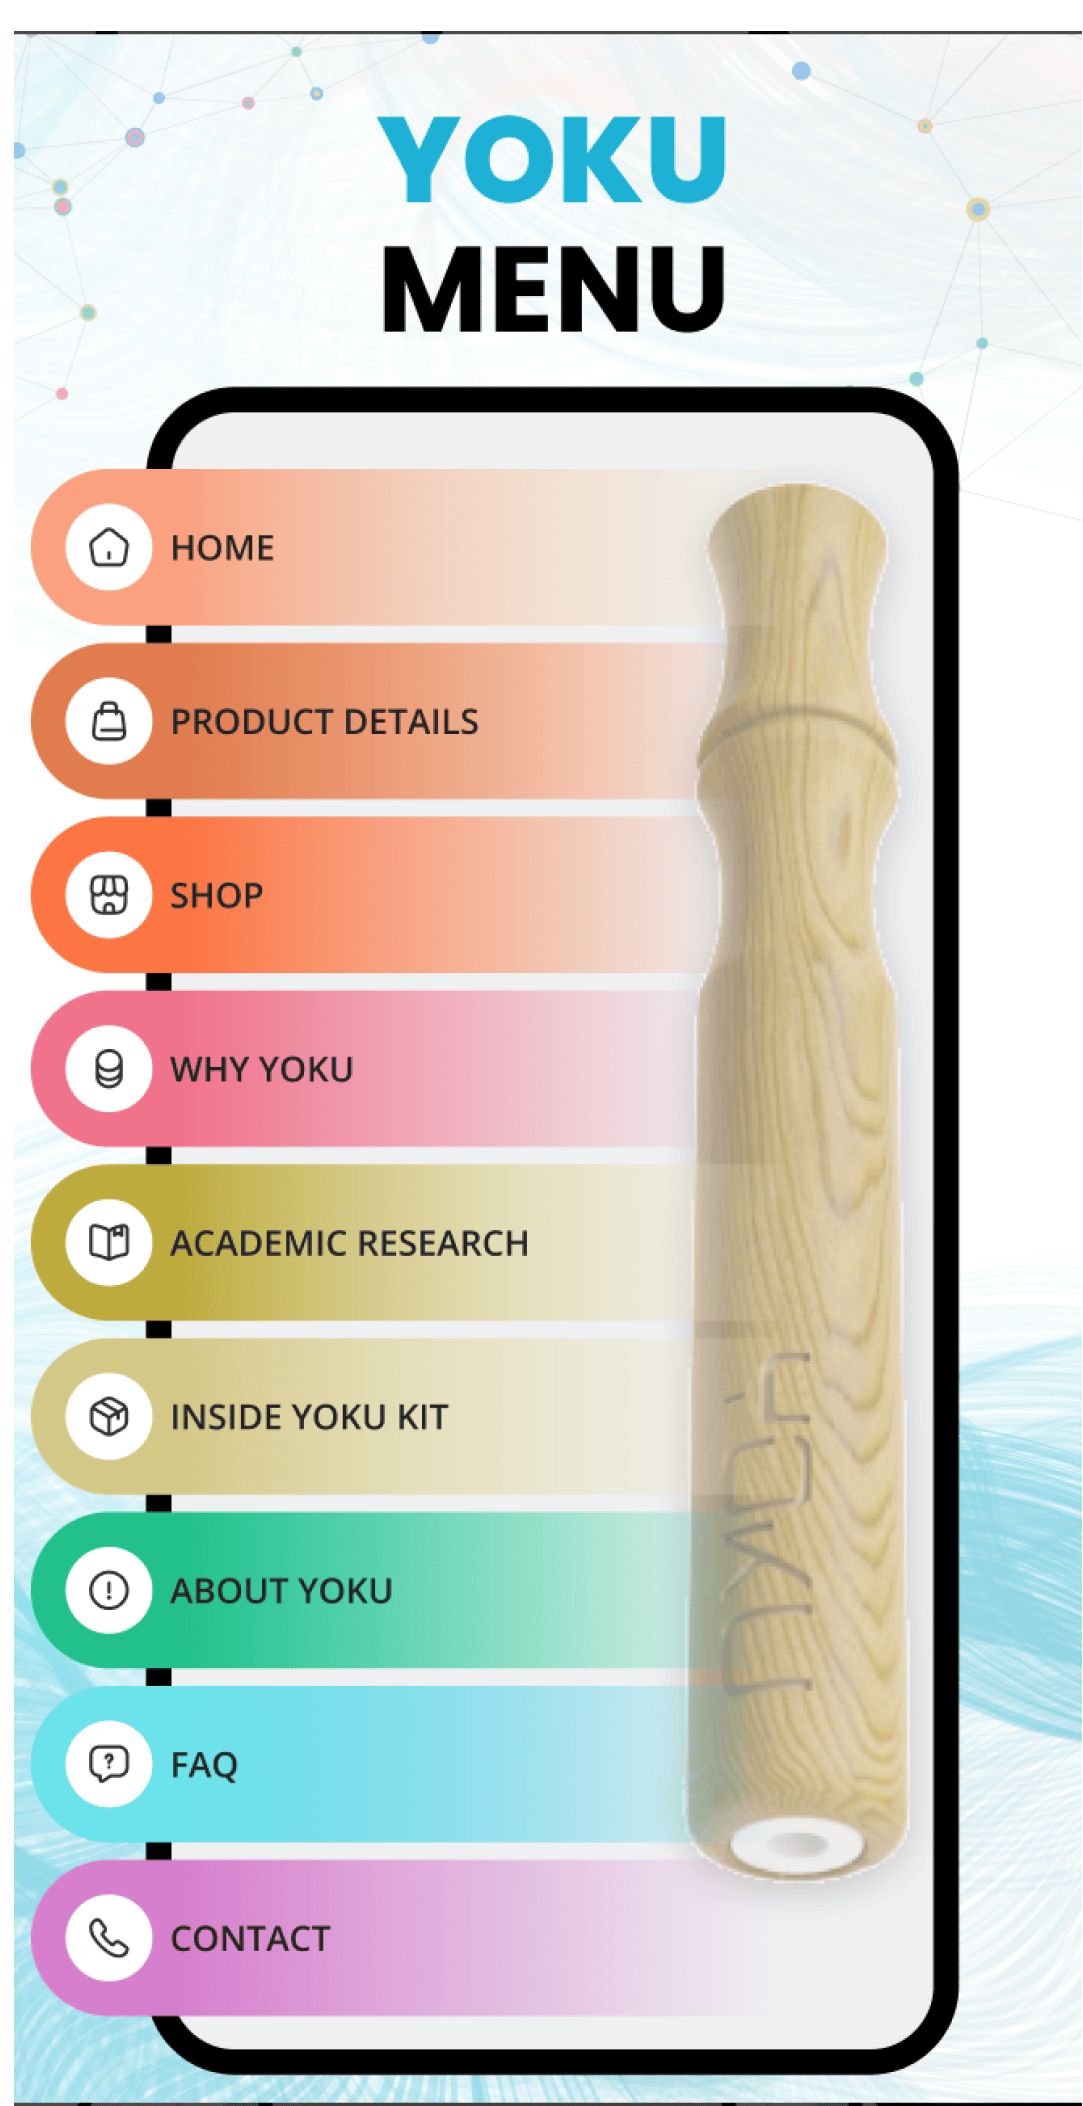 YOKU
MENU
HOME
PRODUCT DETAILS
SHOP
WHY YOKU
ACADEMIC RESEARCH
INSIDE YOKU KIT
ABOUT YOKU
FAQ
CONTACT
yoku